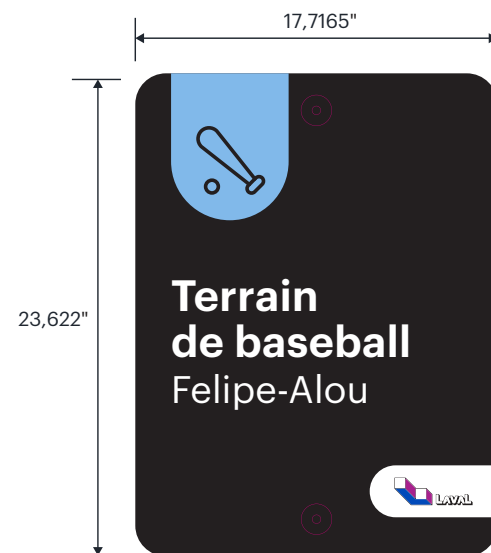 17,7165"
23,622"
Terrain
de baseball
Felipe-Alou
LAVAL